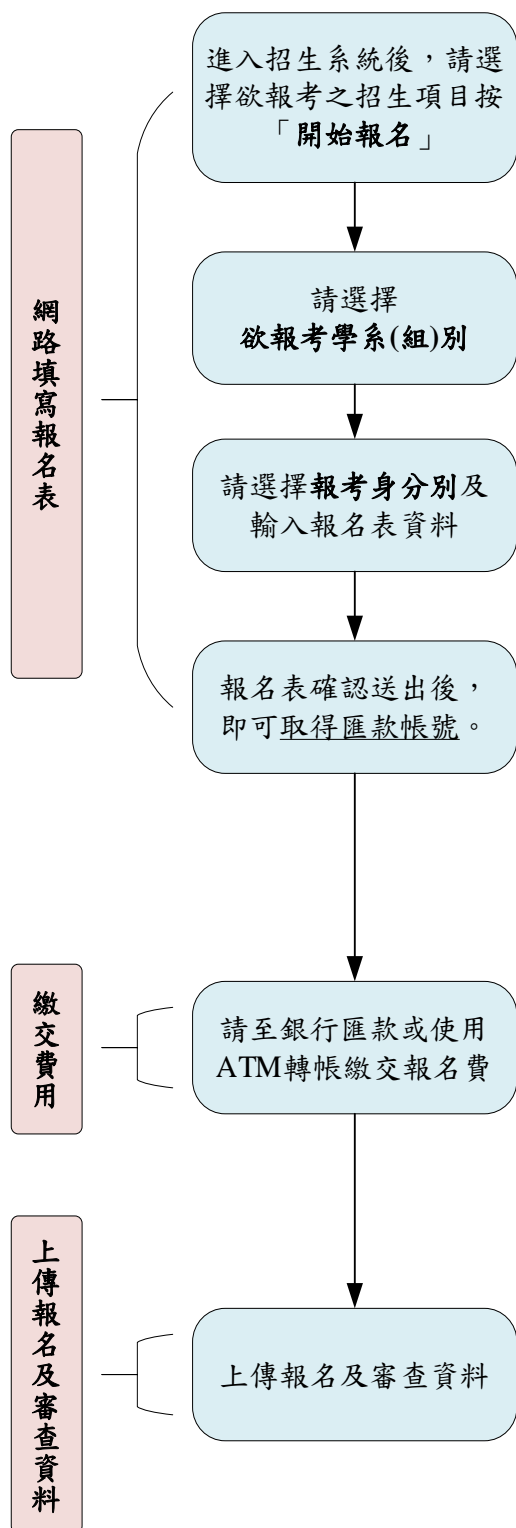 進入招生系統後，請選
擇欲報考之招生項目按
「開始報名」
網路填寫報名表
請選擇
欲報考學系(組)別
請選擇報考身分別及
輸入報名表資料
報名表確認送出後，
即可取得匯款帳號。
繳交費用
請至銀行匯款或使用
ATM轉帳繳交報名費
上傳報名及審查資料
上傳報名及審查資料